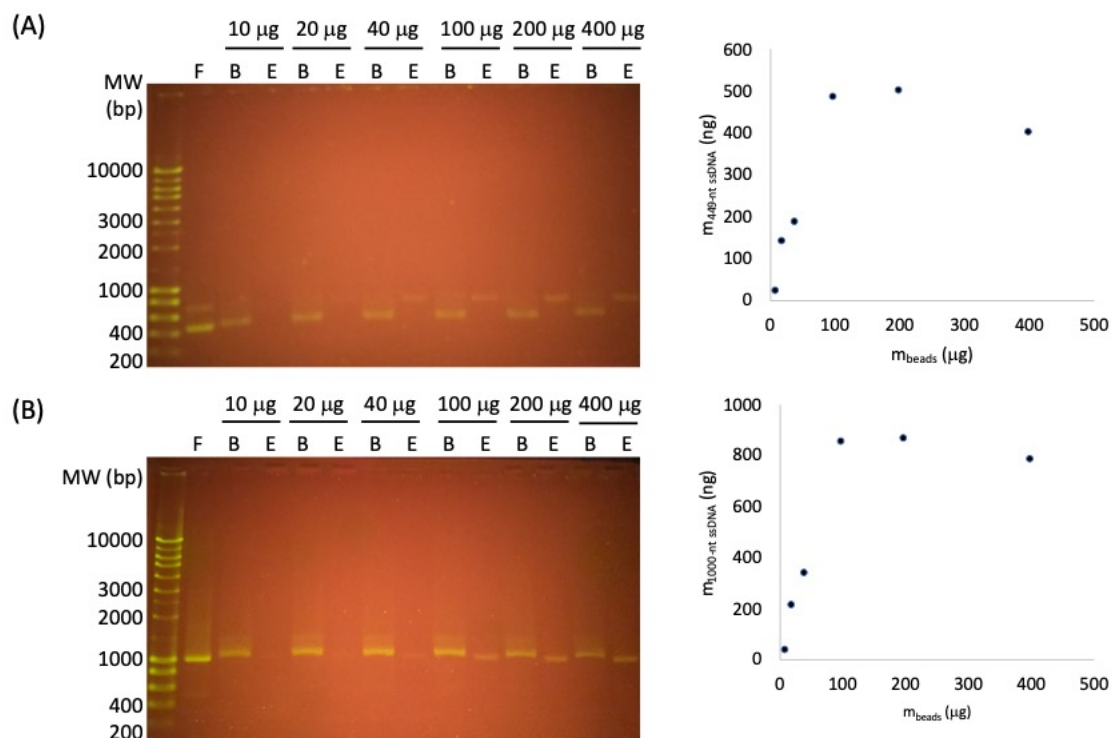 (A)
10 µg 20 µg 40 µg 100 µg 200 µg 400 µg
F B E B E B E B E B E B E
MW
(bp)
10000
3000
2000
1000
400
200
600
500
400
300
200
100
0
m449-nt ssDNA (ng)
0 100 200 300 400 500
mbeads (µg)
(B)
10 µg 20 µg 40 µg 100 µg 200 µg 400 µg
F B E B E B E B E B E B E
MW (bp)
10000
3000
2000
1000
400
200
1000
800
600
400
200
0
m1000-nt ssDNA (ng)
0 100 200 300 400 500
mbeads (µg)